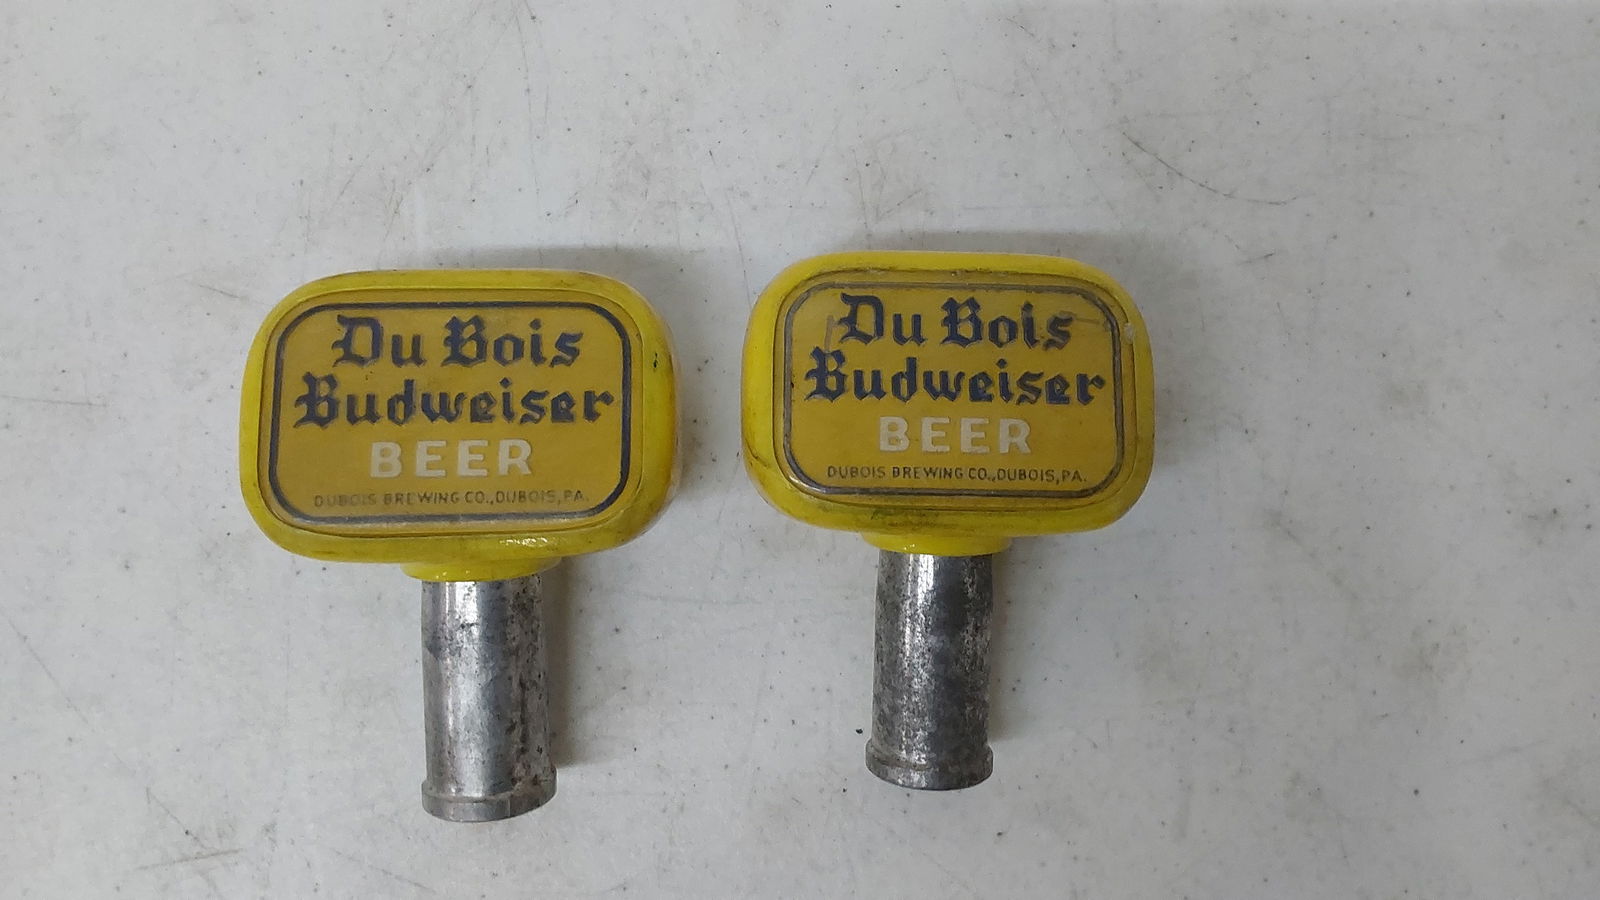 Du Bois
Budweiser
BEER
DUBOIS BREWING CO., DUBOIS, PA.
Du Bois
Budweiser
BEER
DUBOIS BREWING CO., DUBOIS, PA.